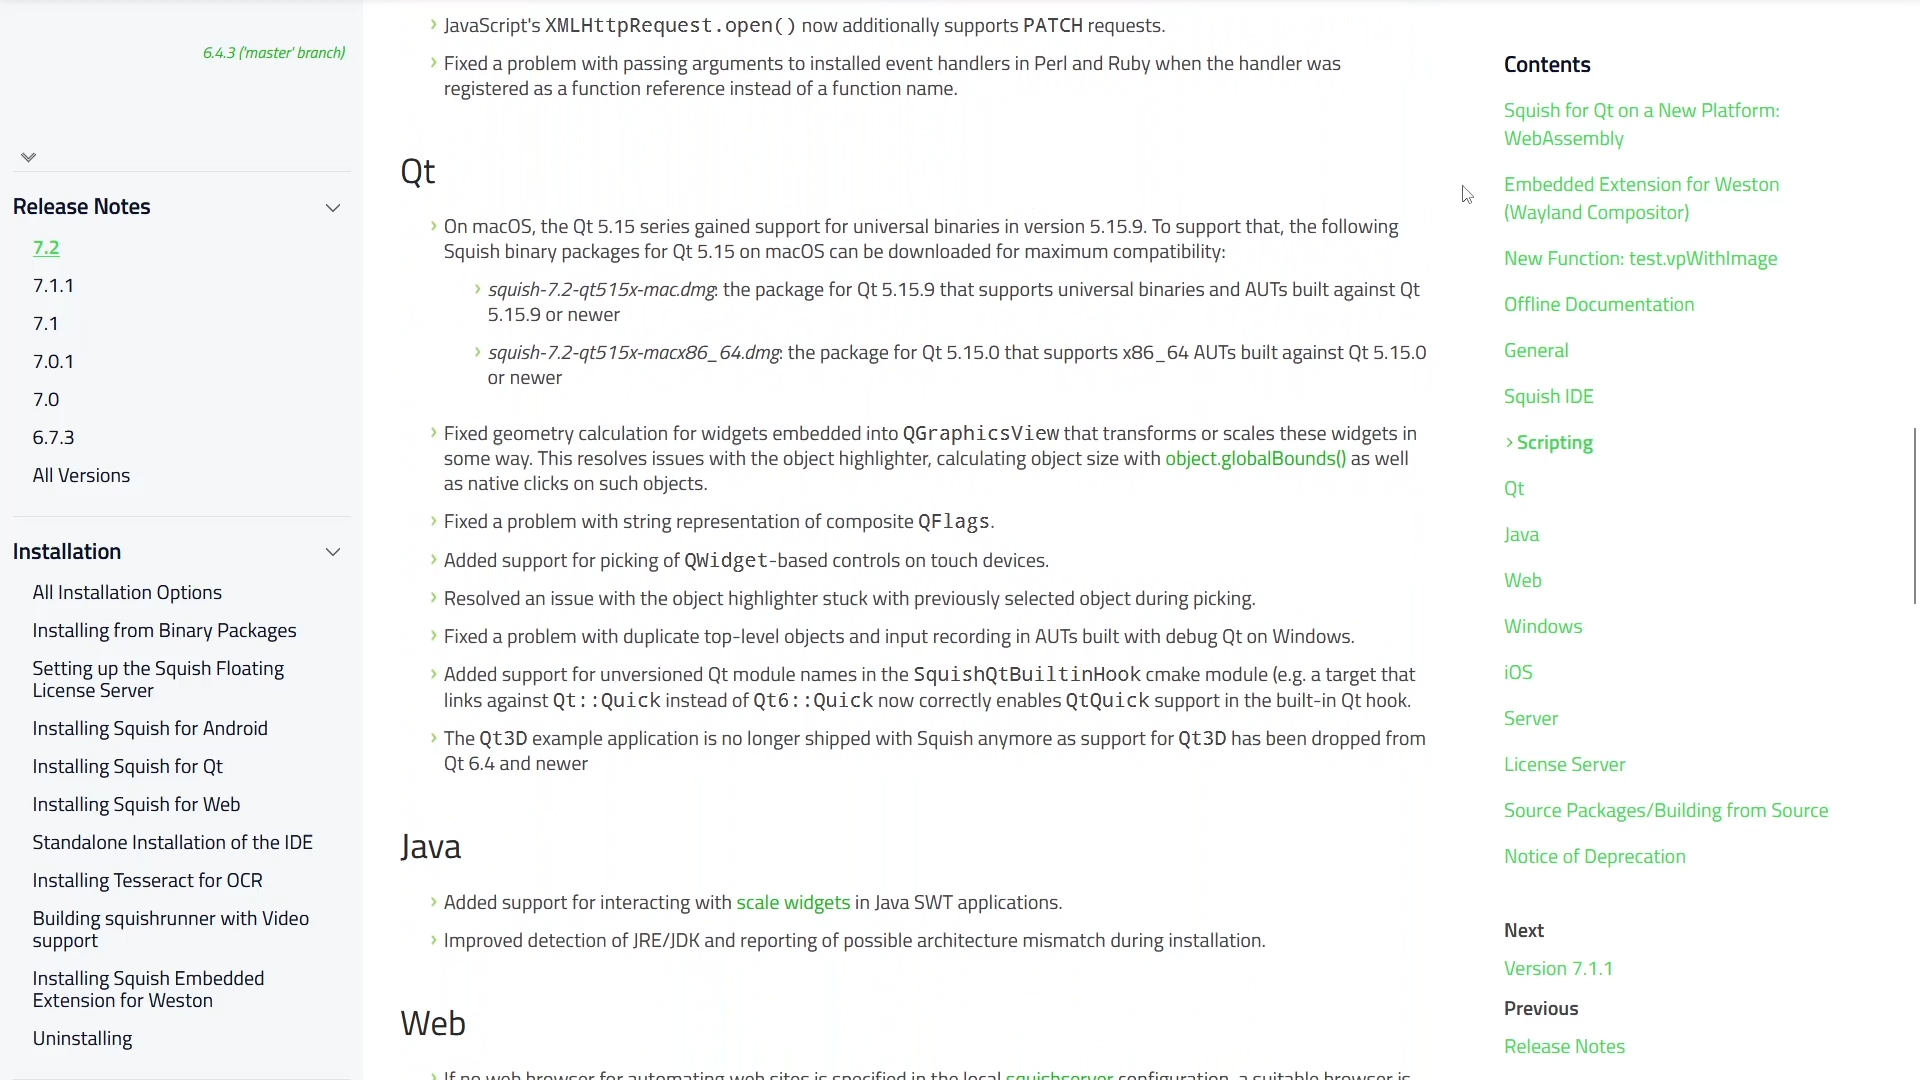 6.4.3 ('master' branch)
Release Notes
7.2
7.1.1
7.1
7.0.1
7.0
6.7.3
All Versions
Installation
All Installation Options
Installing from Binary Packages
Setting up the Squish Floating
License Server
Installing Squish for Android
Installing Squish for Qt
Installing Squish for Web
Standalone Installation of the IDE
Installing Tesseract for OCR
Building squishrunner with Video
support
Installing Squish Embedded
Extension for Weston
Uninstalling
JavaScript's XMLHttpRequest.open() now additionally supports PATCH requests.
Fixed a problem with passing arguments to installed event handlers in Perl and Ruby when the handler was
registered as a function reference instead of a function name.
Qt
On macOS, the Qt 5.15 series gained support for universal binaries in version 5.15.9. To support that, the following
Squish binary packages for Qt 5.15 on macOS can be downloaded for maximum compatibility:
squish-7.2-qt515x-mac.dmg: the package for Qt 5.15.9 that supports universal binaries and AUTs built against Qt
5.15.9 or newer
squish-7.2-qt515x-macx86_64.dmg: the package for Qt 5.15.0 that supports x86_64 AUTs built against Qt 5.15.0
or newer
Fixed geometry calculation for widgets embedded into QGraphicsView that transforms or scales these widgets in
some way. This resolves issues with the object highlighter, calculating object size with object.globalBounds() as well
as native clicks on such objects.
Fixed a problem with string representation of composite QFlags.
Added support for picking of QWidget-based controls on touch devices.
Resolved an issue with the object highlighter stuck with previously selected object during picking.
Fixed a problem with duplicate top-level objects and input recording in AUTs built with debug Qt on Windows.
Added support for unversioned Qt module names in the SquishQtBuiltinHook cmake module (e.g. a target that
links against Qt::Quick instead of Qt6::Quick now correctly enables QtQuick support in the built-in Qt hook.
The Qt3D example application is no longer shipped with Squish anymore as support for Qt3D has been dropped from
Qt 6.4 and newer
Java
Added support for interacting with scale widgets in Java SWT applications.
Improved detection of JRE/JDK and reporting of possible architecture mismatch during installation.
Web
If no web browser for automating web sites is specified in the local squishserver configuration, a suitable browser is
Contents
Squish for Qt on a New Platform:
WebAssembly
Embedded Extension for Weston
(Wayland Compositor)
New Function: test.vpWithImage
Offline Documentation
General
Squish IDE
Scripting
Qt
Java
Web
Windows
iOS
Server
License Server
Source Packages/Building from Source
Notice of Deprecation
Next
Version 7.1.1
Previous
Release Notes